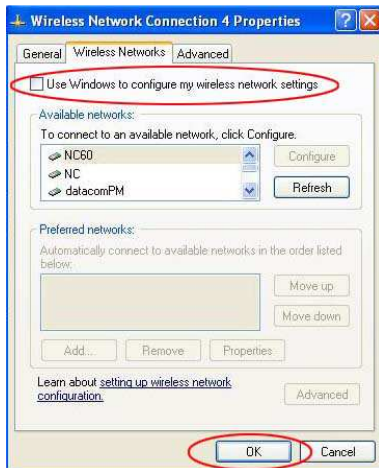 Wireless Network Connection 4 Properties
General Wireless Networks Advanced
Use Windows to configure my wireless network settings
Available networks:
To connect to an available network, click Configure.
NC60
Configure
NC
datacomPM
Refresh
Preferred networks:
Automatically connect to available networks in the order listed
below:
Move up
Move down
Add... Remove Properties
Learn about setting up wireless network
configuration.
Advanced
OK Cancel